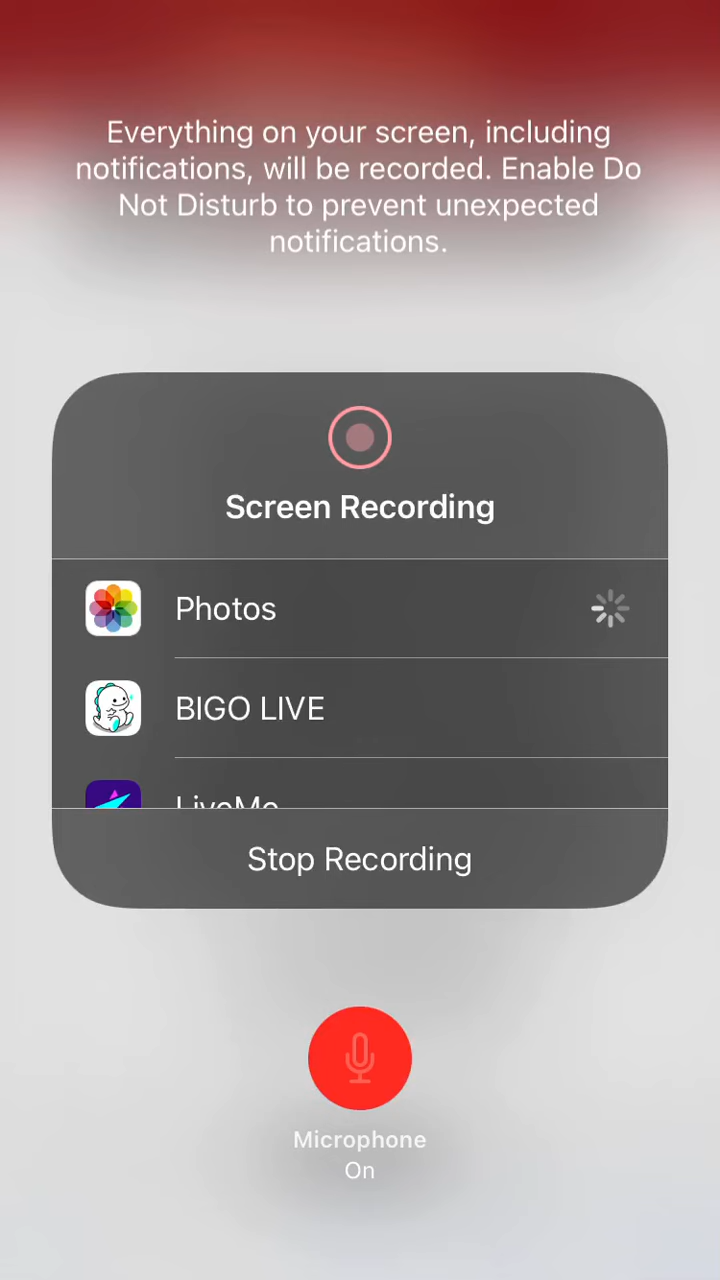 Everything on your screen, including
notifications, will be recorded. Enable Do
Not Disturb to prevent unexpected
notifications.
Screen Recording
Photos
BIGO LIVE
LiveMe
Stop Recording
Microphone
On